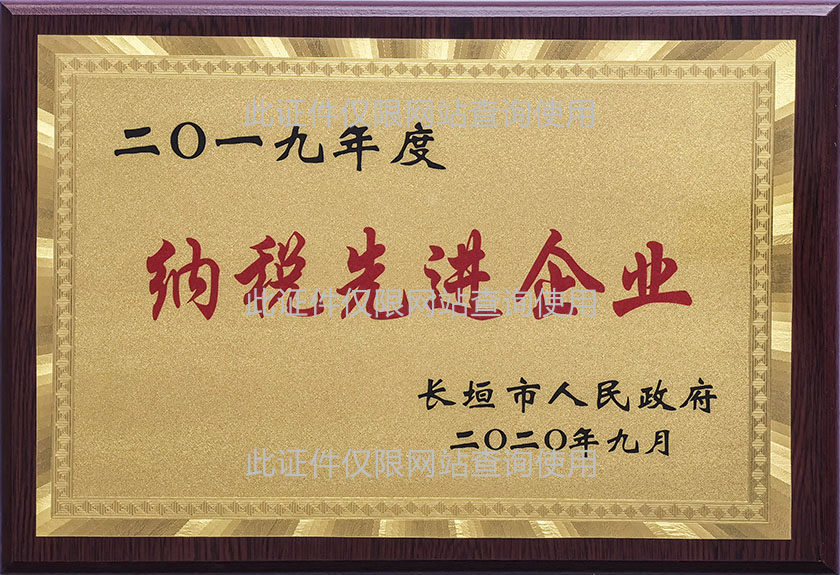 此证件仅限网站查询使用
二〇一九年度
纳税先进企业
此证件仅限网站查询使用
长垣市人民政府
二〇二〇年九月
此证件仅限网站查询使用